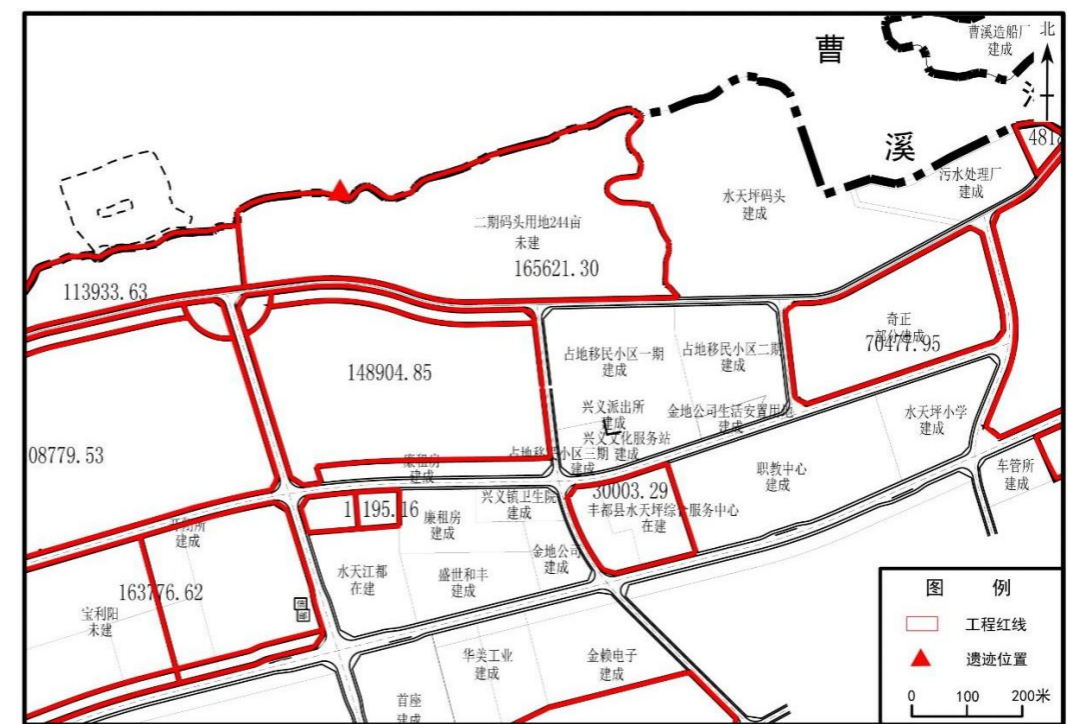 曹溪造船厂
建成
北
曹
溪
481
污水处理厂
建成
水天坪码头
建成
二期码头用地244亩
未建
165621.30
113933.63
奇正
部分建成
70477.95
148904.85
占地移民小区一期
建成
占地移民小区二期
建成
兴义派出所
建成
金地公司生活安置用地
建成
水天坪小学
建成
兴义文化服务站
建成
占地移民小区三期
建成
08779.53
廉租房
建成
职教中心
建成
车管所
建成
30003.29
丰都县水天坪综合服务中心
在建
兴义镇卫生院
建成
195.16
廉租房
建成
建成
金地公司
建成
水天江都
在建
盛世和丰
建成
163776.62
宝利阳
未建
华美工业
建成
金赖电子
建成
首座
建成
图 例
工程红线
遗迹位置
0 100 200米